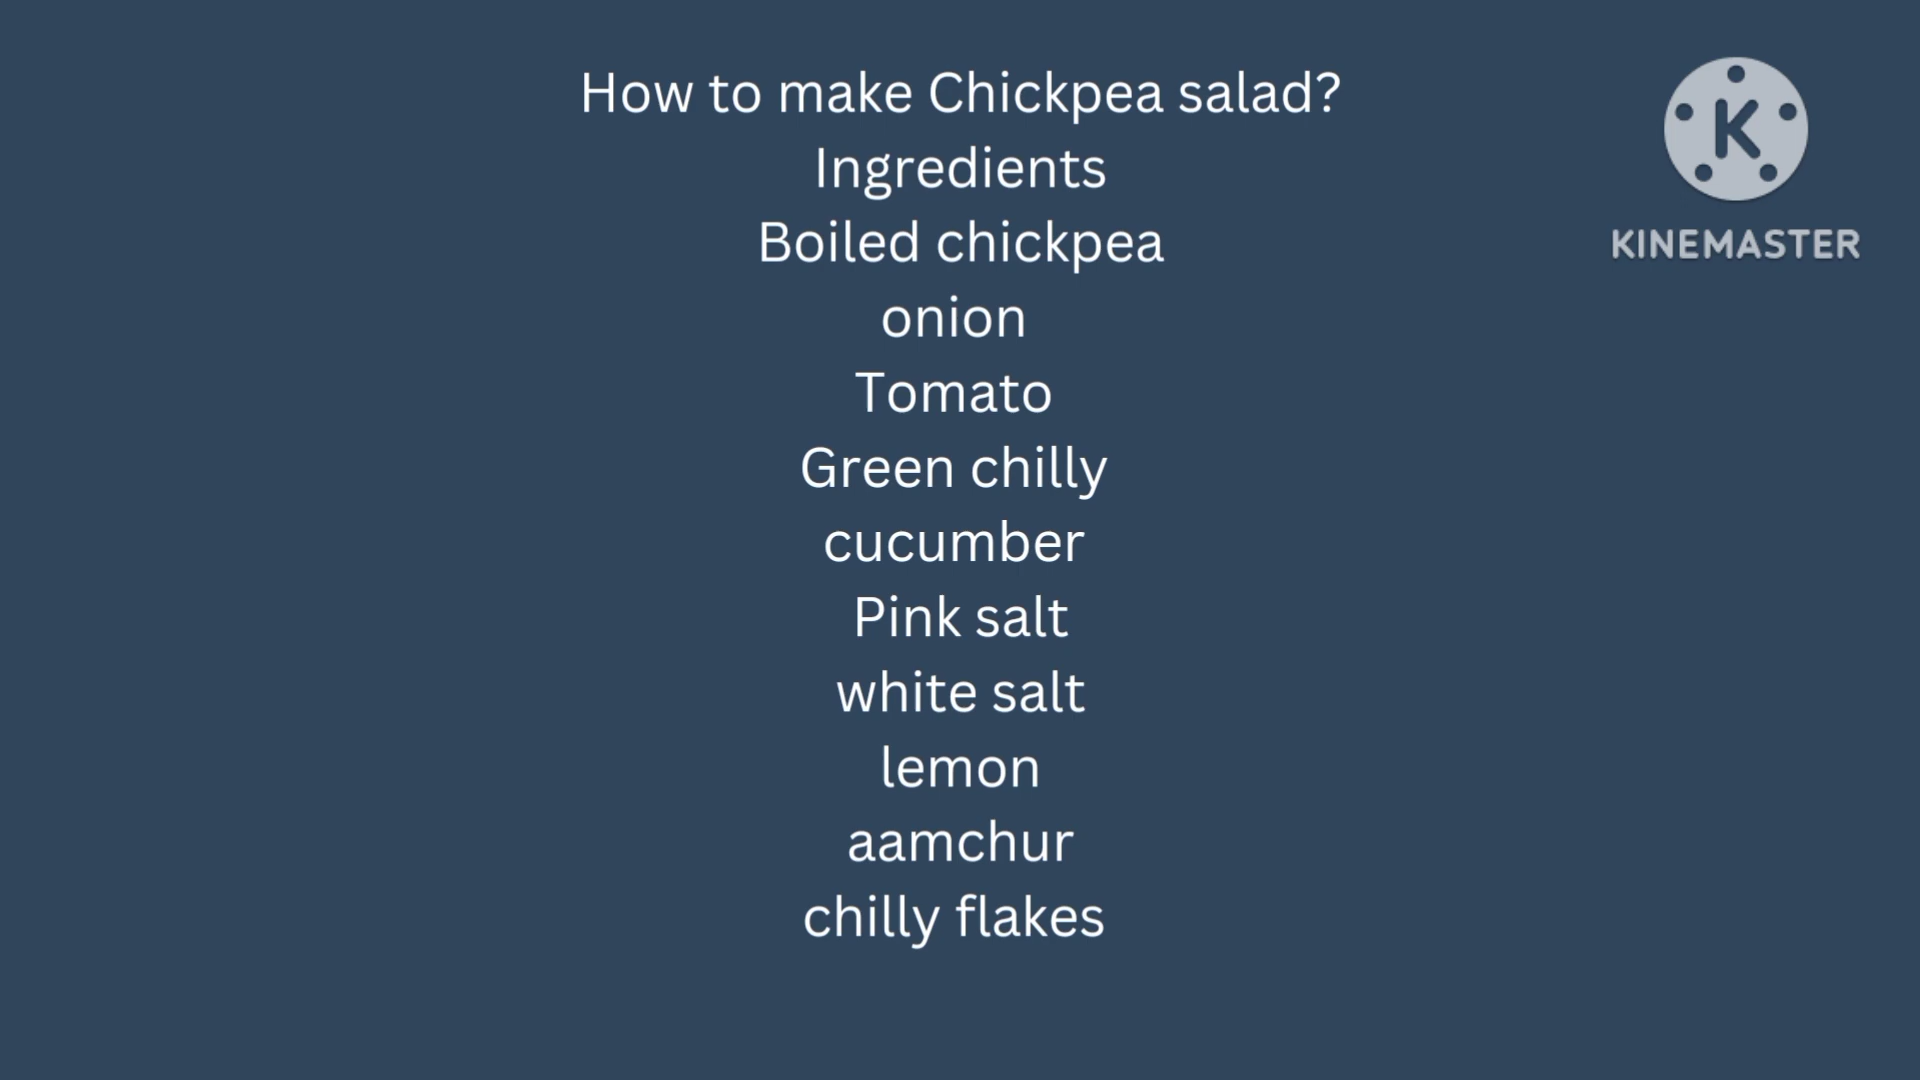 How to make Chickpea salad?
Ingredients
Boiled chickpea
onion
Tomato
Green chilly
cucumber
Pink salt
white salt
lemon
aamchur
chilly flakes
K
KINEMASTER